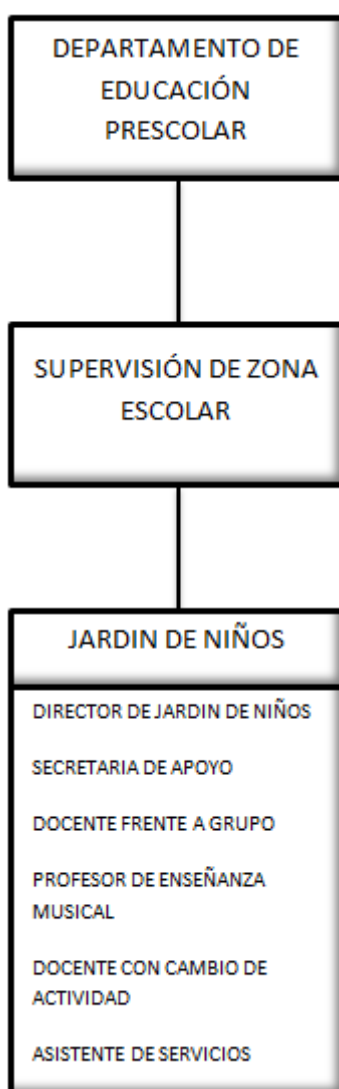 DEPARTAMENTO DE
EDUCACIÓN
PRESCOLAR
SUPERVISIÓN DE ZONA
ESCOLAR
JARDIN DE NIÑOS
DIRECTOR DE JARDIN DE NIÑOS
SECRETARIA DE APOYO
DOCENTE FRENTE A GRUPO
PROFESOR DE ENSEÑANZA
MUSICAL
DOCENTE CON CAMBIO DE
ACTIVIDAD
ASISTENTE DE SERVICIOS